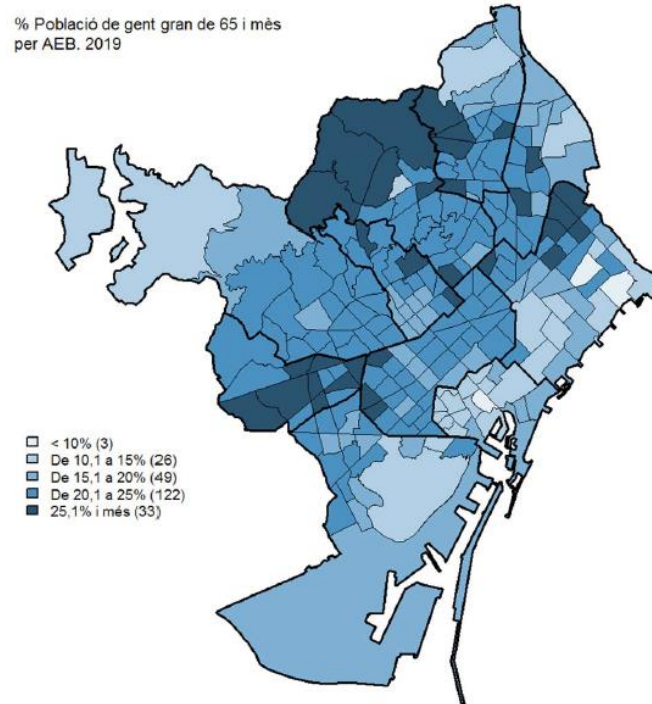 % Població de gent gran de 65 i mès
per AEB. 2019
< 10% (3)
De 10,1 a 15% (26)
De 15,1 a 20% (49)
De 20,1 a 25% (122)
25,1% i més (33)